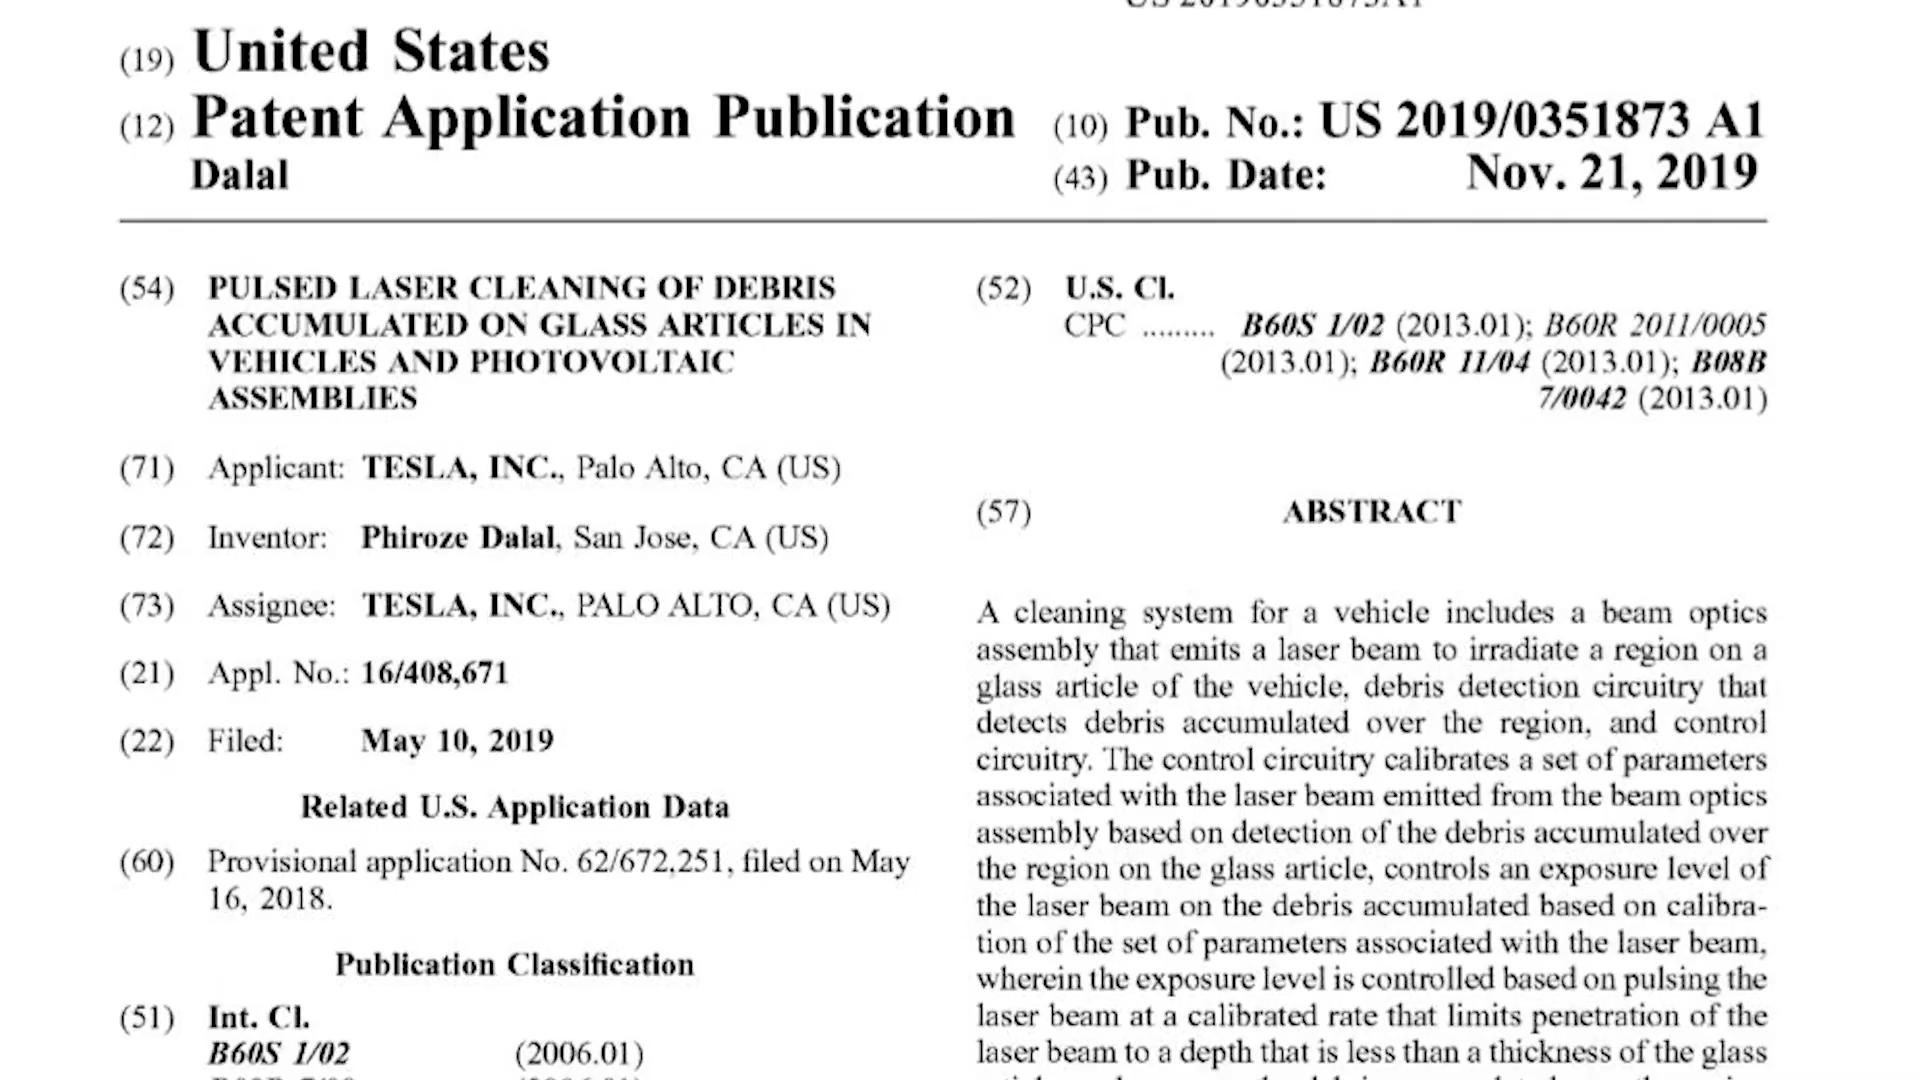 (19) United States
(12) Patent Application Publication
Dalal
(10) Pub. No.: US 2019/0351873 A1
(43) Pub. Date: Nov. 21, 2019
(54) PULSED LASER CLEANING OF DEBRIS
ACCUMULATED ON GLASS ARTICLES IN
VEHICLES AND PHOTOVOLTAIC
ASSEMBLIES
(71) Applicant: TESLA, INC., Palo Alto, CA (US)
(72) Inventor: Phiroze Dalal, San Jose, CA (US)
(73) Assignee: TESLA, INC., PALO ALTO, CA (US)
(21) Appl. No.: 16/408,671
(22) Filed: May 10, 2019
Related U.S. Application Data
(60) Provisional application No. 62/672,251, filed on May
16, 2018.
Publication Classification
(51) Int. Cl.
B60S 1/02 (2006.01)
(52) U.S. Cl.
CPC ......... B60S 1/02 (2013.01); B60R 2011/0005
(2013.01); B60R 11/04 (2013.01); B08B
7/0042 (2013.01)
(57) ABSTRACT
A cleaning system for a vehicle includes a beam optics
assembly that emits a laser beam to irradiate a region on a
glass article of the vehicle, debris detection circuitry that
detects debris accumulated over the region, and control
circuitry. The control circuitry calibrates a set of parameters
associated with the laser beam emitted from the beam optics
assembly based on detection of the debris accumulated over
the region on the glass article, controls an exposure level of
the laser beam on the debris accumulated based on calibra-
tion of the set of parameters associated with the laser beam,
wherein the exposure level is controlled based on pulsing the
laser beam at a calibrated rate that limits penetration of the
laser beam to a depth that is less than a thickness of the glass